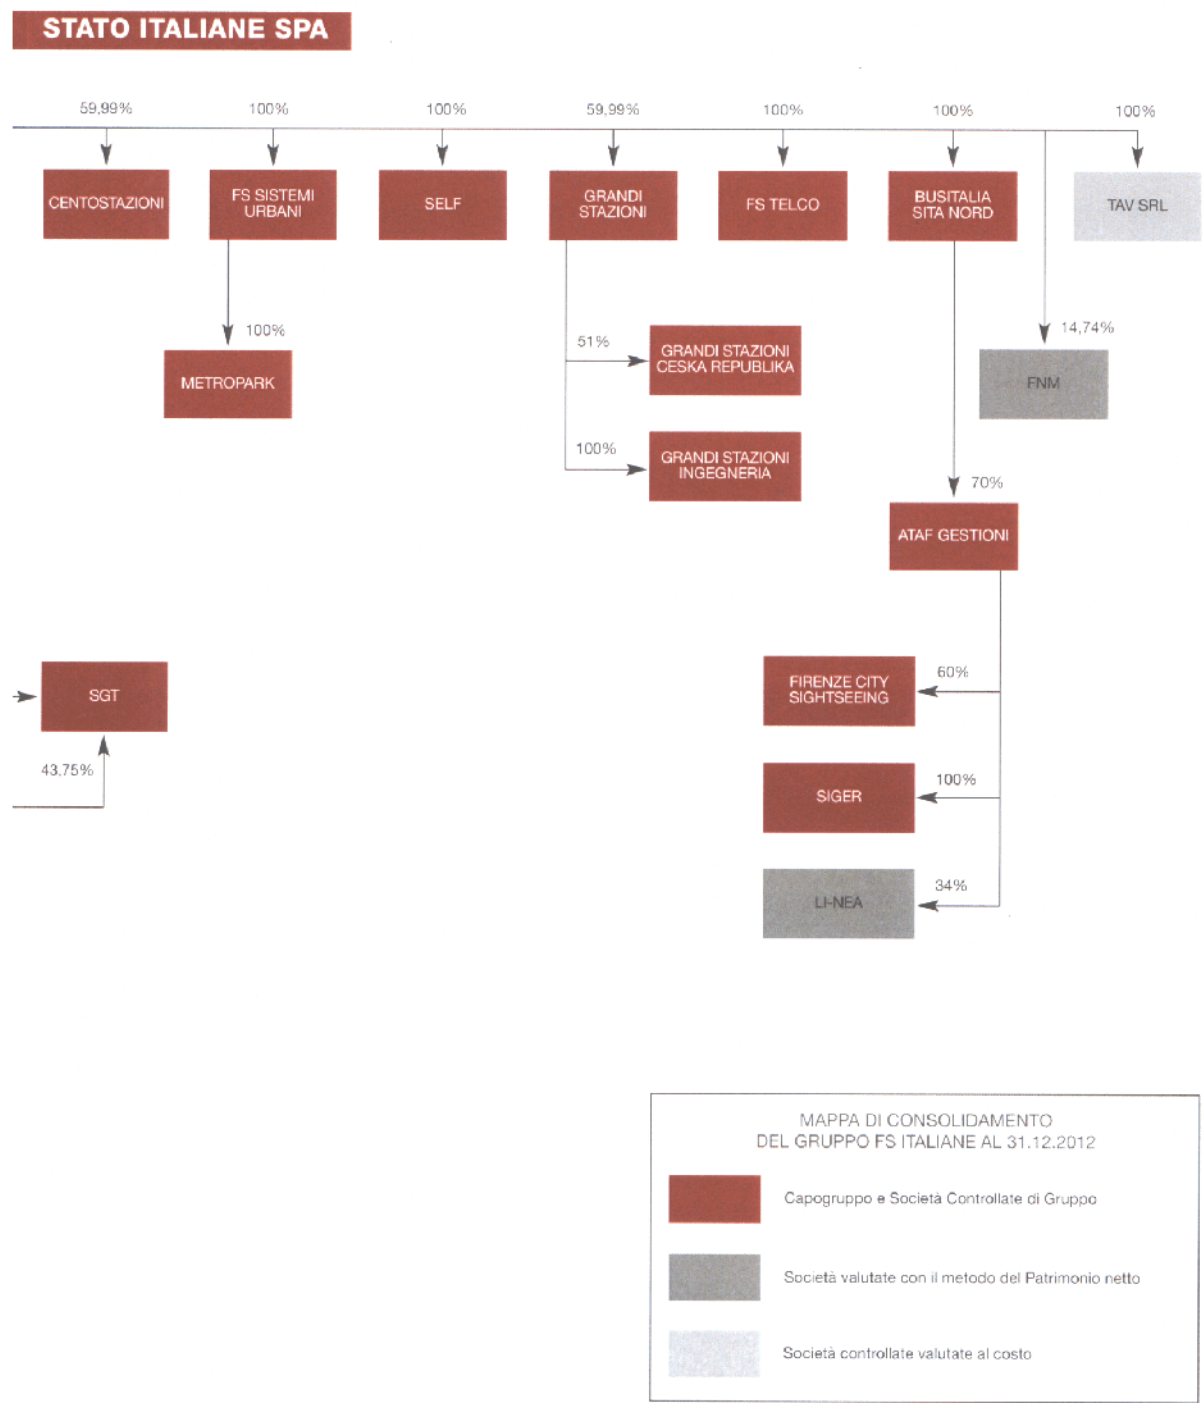 STATO ITALIANE SPA
59,99%
100%
100%
59,99%
100%
100%
100%
CENTOSTAZIONI
FS SISTEMI
URBANI
SELF
GRANDI
STAZIONI
FS TELCO
BUSITALIA
SITA NORD
TAV SRL
100%
METROPARK
51%
GRANDI STAZIONI
CESKA REPUBLIKA
100%
GRANDI STAZIONI
INGEGNERIA
14,74%
FNM
70%
ATAF GESTIONI
SGT
43,75%
FIRENZE CITY
SIGHTSEEING
60%
SIGER
100%
LI-NEA
34%
MAPPA DI CONSOLIDAMENTO
DEL GRUPPO FS ITALIANE AL 31.12.2012
Capogruppo e Società Controllate di Gruppo
Società valutate con il metodo del Patrimonio netto
Società controllate valutate al costo